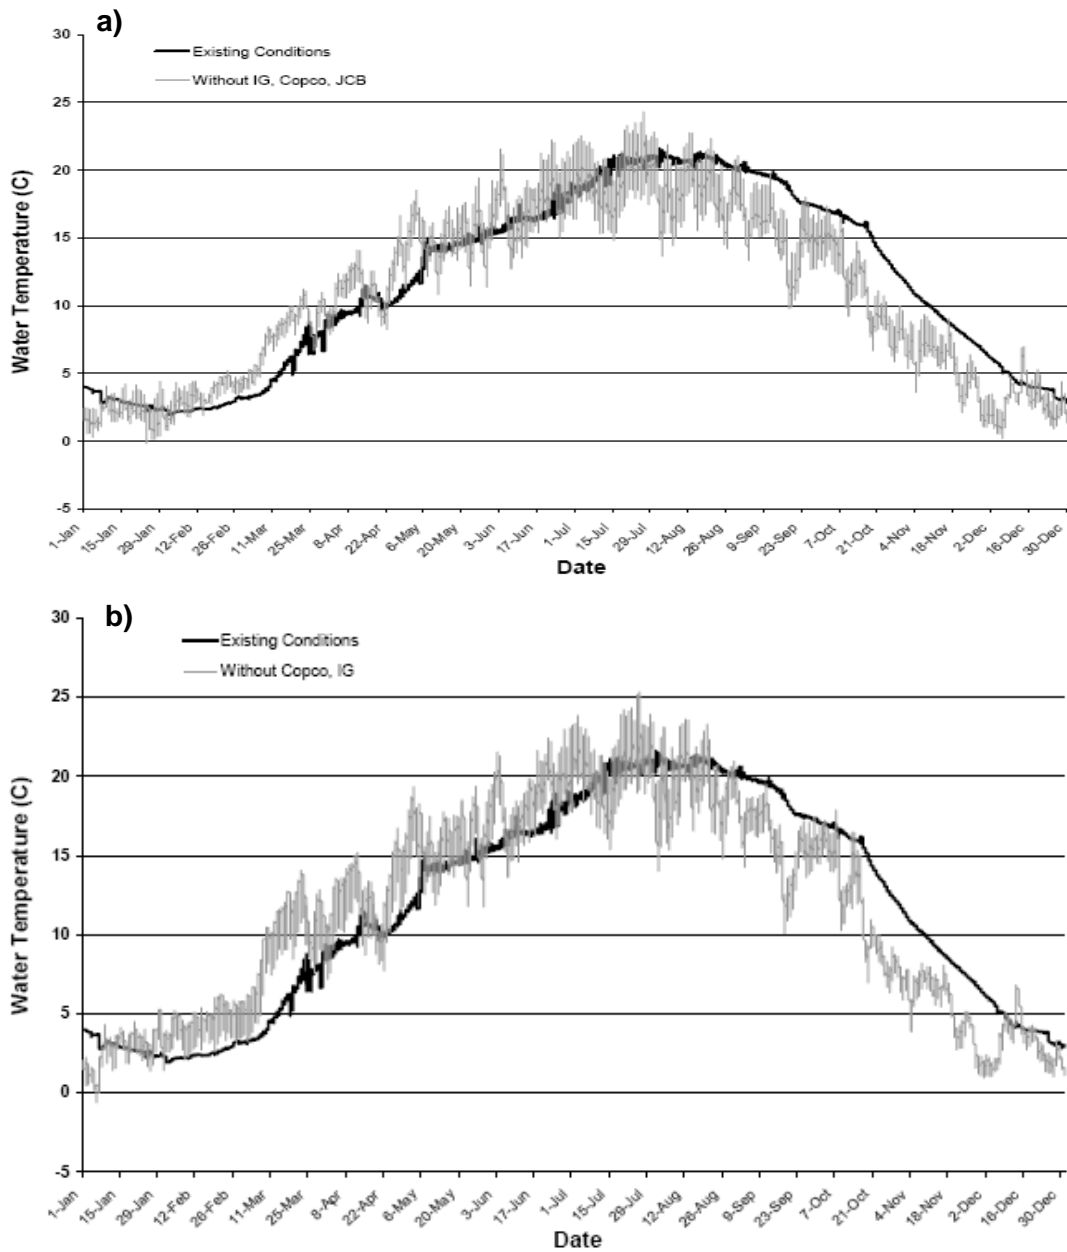 a)
Existing Conditions
Without IG, Copco, JCB
Water Temperature (C)
30
25
20
15
10
5
0
-5
1-Jan
15-Jan
29-Jan
12-Feb
26-Feb
11-Mar
25-Mar
8-Apr
22-Apr
6-May
20-May
3-Jun
17-Jun
1-Jul
15-Jul
29-Jul
12-Aug
26-Aug
9-Sep
23-Sep
7-Oct
21-Oct
4-Nov
18-Nov
2-Dec
16-Dec
30-Dec
Date
b)
Existing Conditions
Without Copco, IG
Water Temperature (C)
30
25
20
15
10
5
0
-5
1-Jan
15-Jan
29-Jan
12-Feb
26-Feb
11-Mar
25-Mar
8-Apr
22-Apr
6-May
20-May
3-Jun
17-Jun
1-Jul
15-Jul
29-Jul
12-Aug
26-Aug
9-Sep
23-Sep
7-Oct
21-Oct
4-Nov
18-Nov
2-Dec
16-Dec
30-Dec
Date